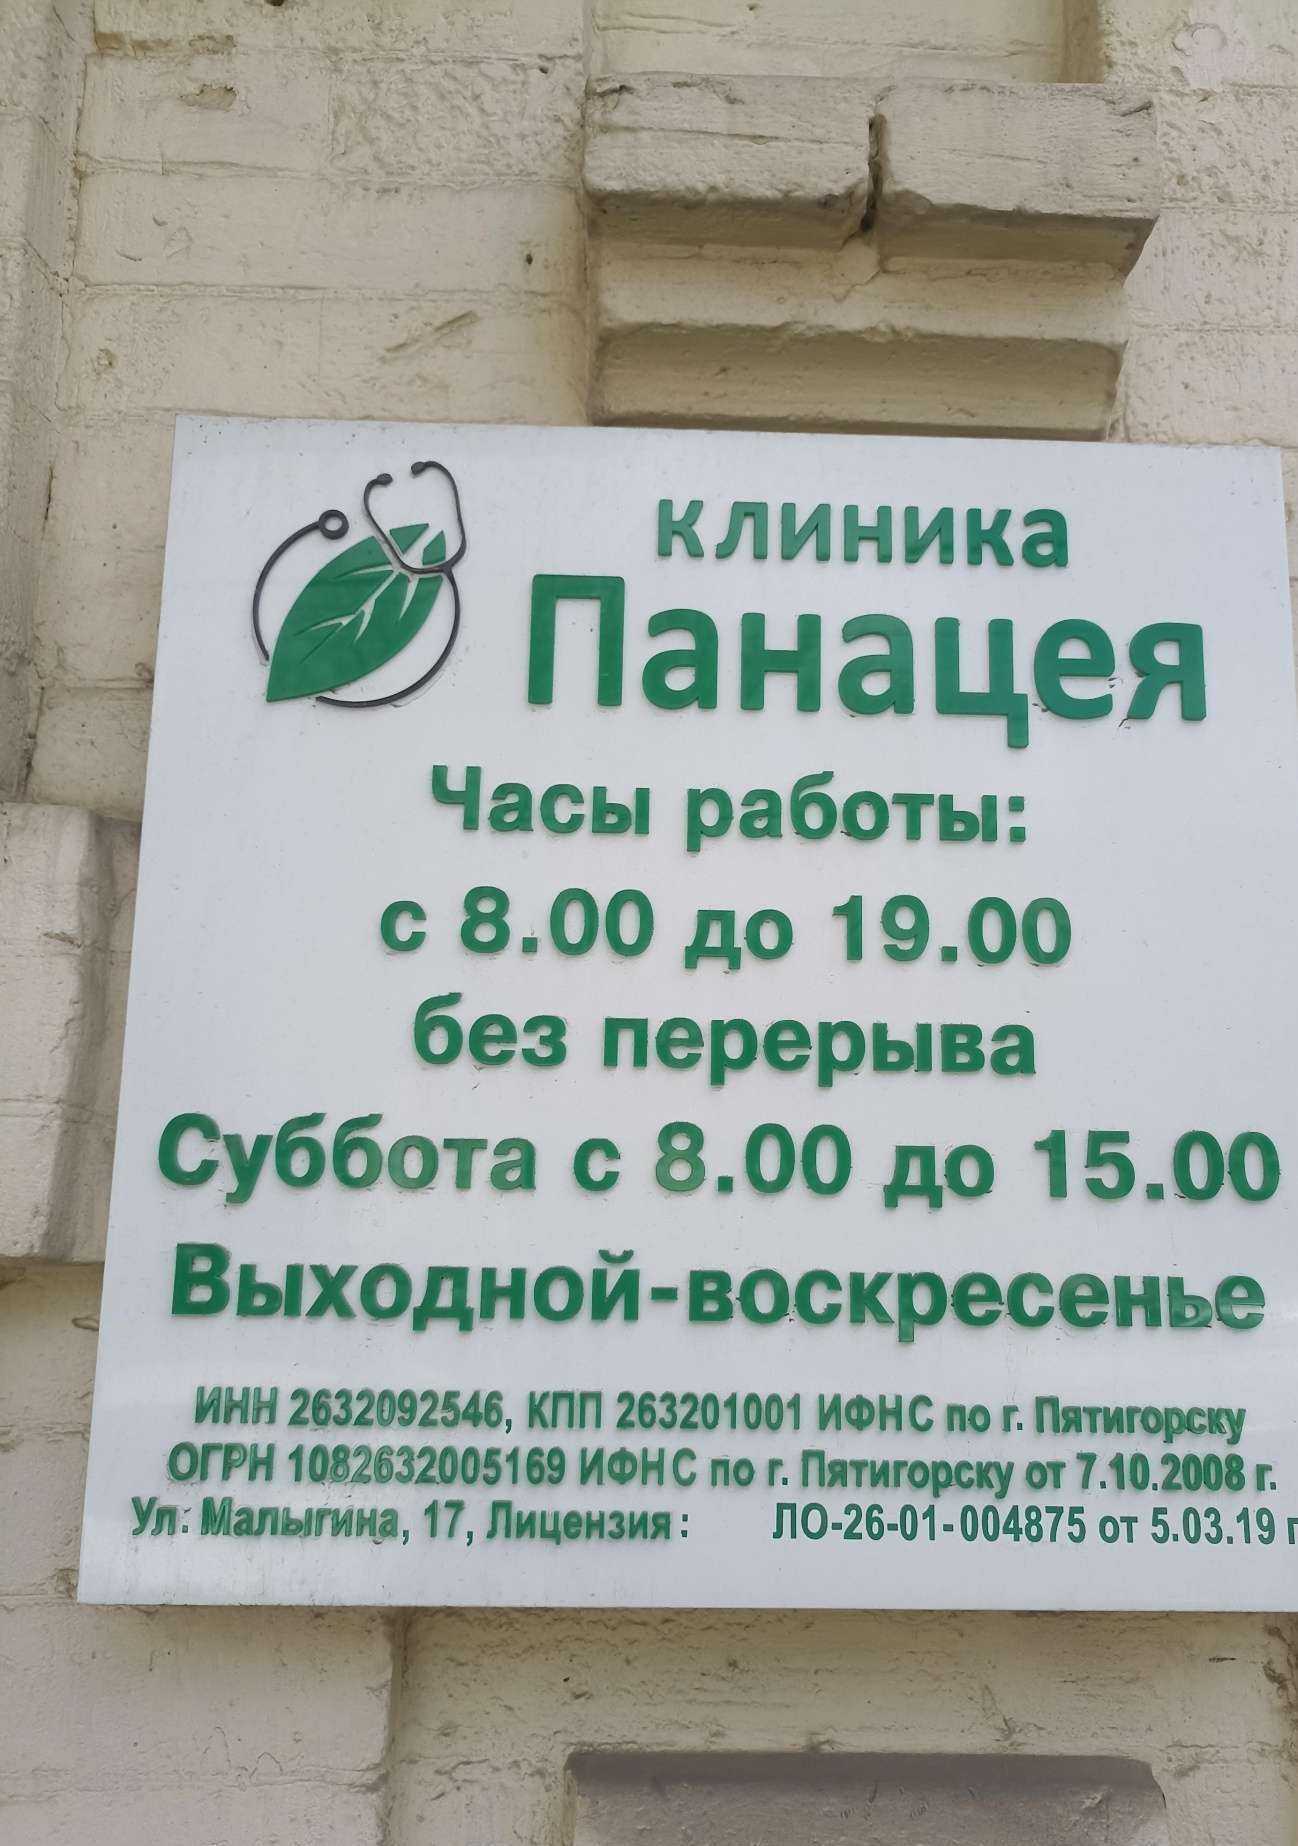 клиника
Панацея
Часы работы:
с 8.00 до 19.00
без перерыва
Суббота с 8.00 до 15.00
Выходной-воскресенье
ИНН 2632092546, КПП 263201001 ИФНС по г. Пятигорску
ОГРН 1082632005169 ИФНС по г. Пятигорску от 7.10.2008 г.
Ул. Малыгина, 17, Лицензия: ЛО-26-01-004875 от 5.03.19 г